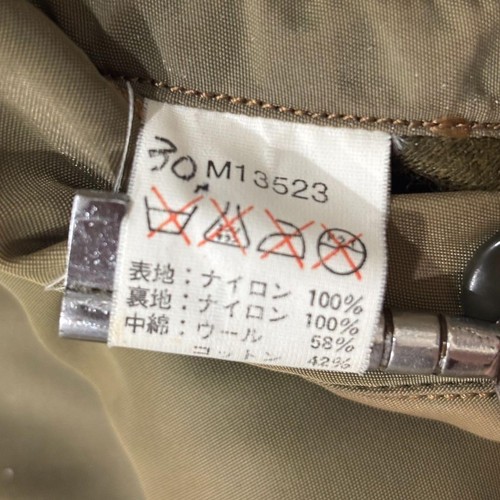 30, M13523
表地:ナイロン 100%
裏地:ナイロン 100%
中綿:ウール 58%
コットン 42%